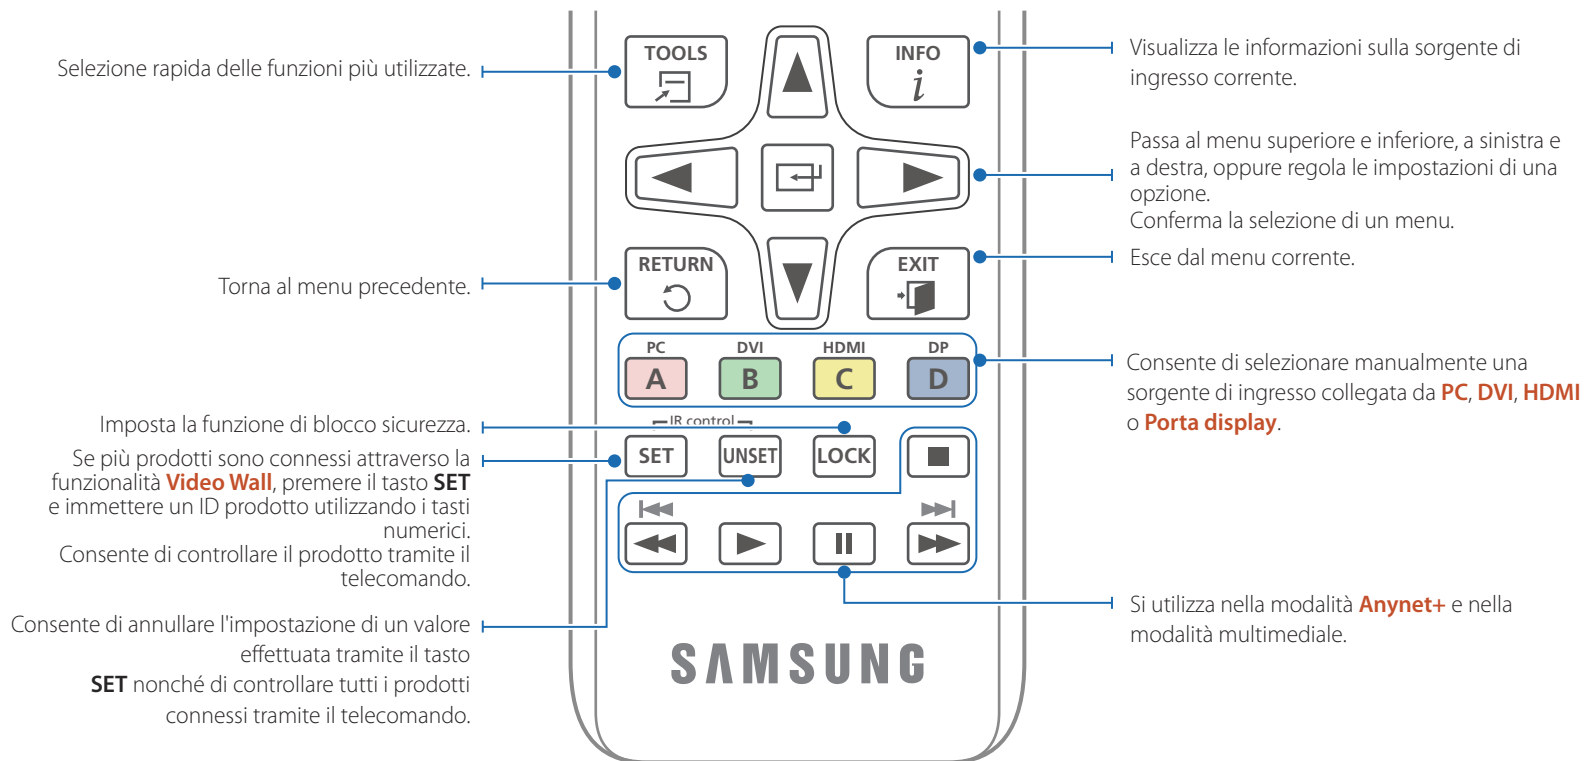 TOOLS
INFO
i
Selezione rapida delle funzioni più utilizzate.
Visualizza le informazioni sulla sorgente di
ingresso corrente.
Passa al menu superiore e inferiore, a sinistra e
a destra, oppure regola le impostazioni di una
opzione.
Conferma la selezione di un menu.
RETURN
EXIT
Torna al menu precedente.
Esce dal menu corrente.
PC DVI HDMI DP
A B C D
Consente di selezionare manualmente una
sorgente di ingresso collegata da PC, DVI, HDMI
o Porta display.
Imposta la funzione di blocco sicurezza.
IR control
SET UNSET LOCK
Se più prodotti sono connessi attraverso la
funzionalità Video Wall, premere il tasto SET
e immettere un ID prodotto utilizzando i tasti
numerici.
Consente di controllare il prodotto tramite il
telecomando.
Consente di annullare l'impostazione di un valore
effettuata tramite il tasto
SET nonché di controllare tutti i prodotti
connessi tramite il telecomando.
Si utilizza nella modalità Anynet+ e nella
modalità multimediale.
SAMSUNG